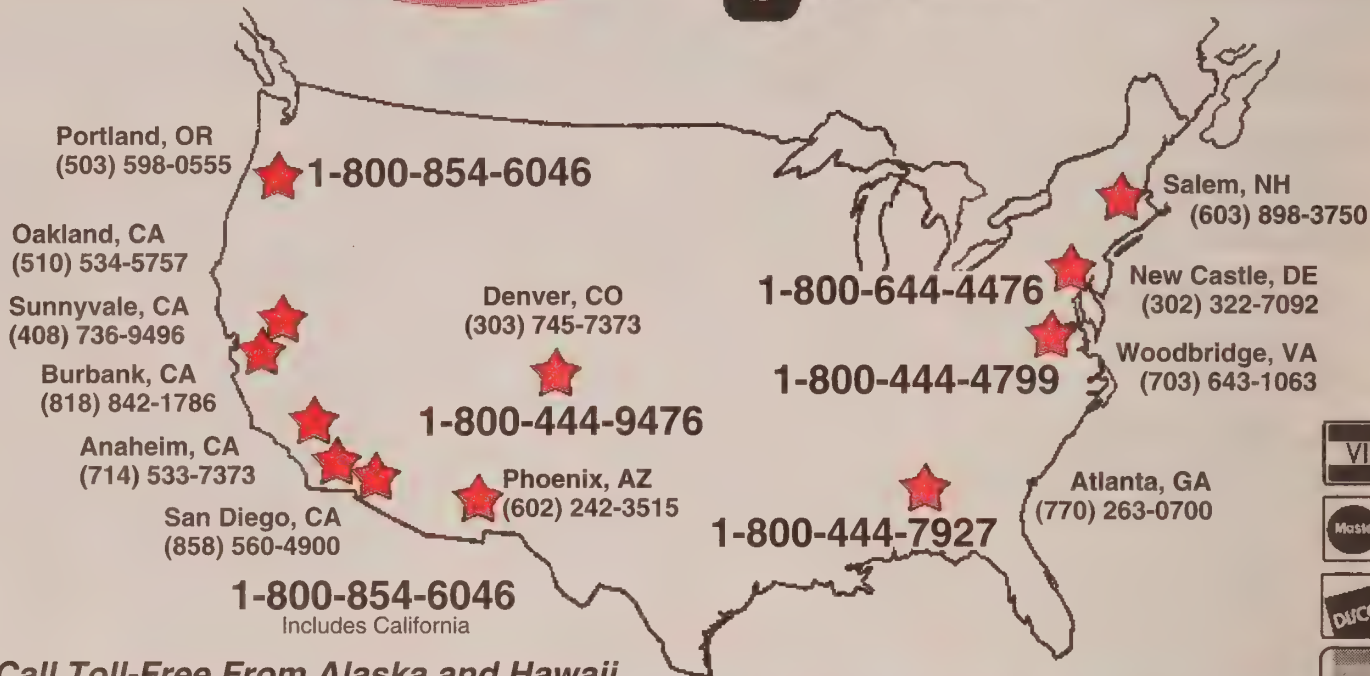 Portland, OR
(503) 598-0555
1-800-854-6046
Oakland, CA
(510) 534-5757
Sunnyvale, CA
(408) 736-9496
Burbank, CA
(818) 842-1786
Anaheim, CA
(714) 533-7373
San Diego, CA
(858) 560-4900
1-800-854-6046
Includes California
Denver, CO
(303) 745-7373
1-800-444-9476
Phoenix, AZ
(602) 242-3515
Salem, NH
(603) 898-3750
1-800-644-4476
New Castle, DE
(302) 322-7092
1-800-444-4799
Woodbridge, VA
(703) 643-1063
Atlanta, GA
(770) 263-0700
1-800-444-7927
Call Toll-Free From Alaska and Hawaii
VI
Maste
DISC